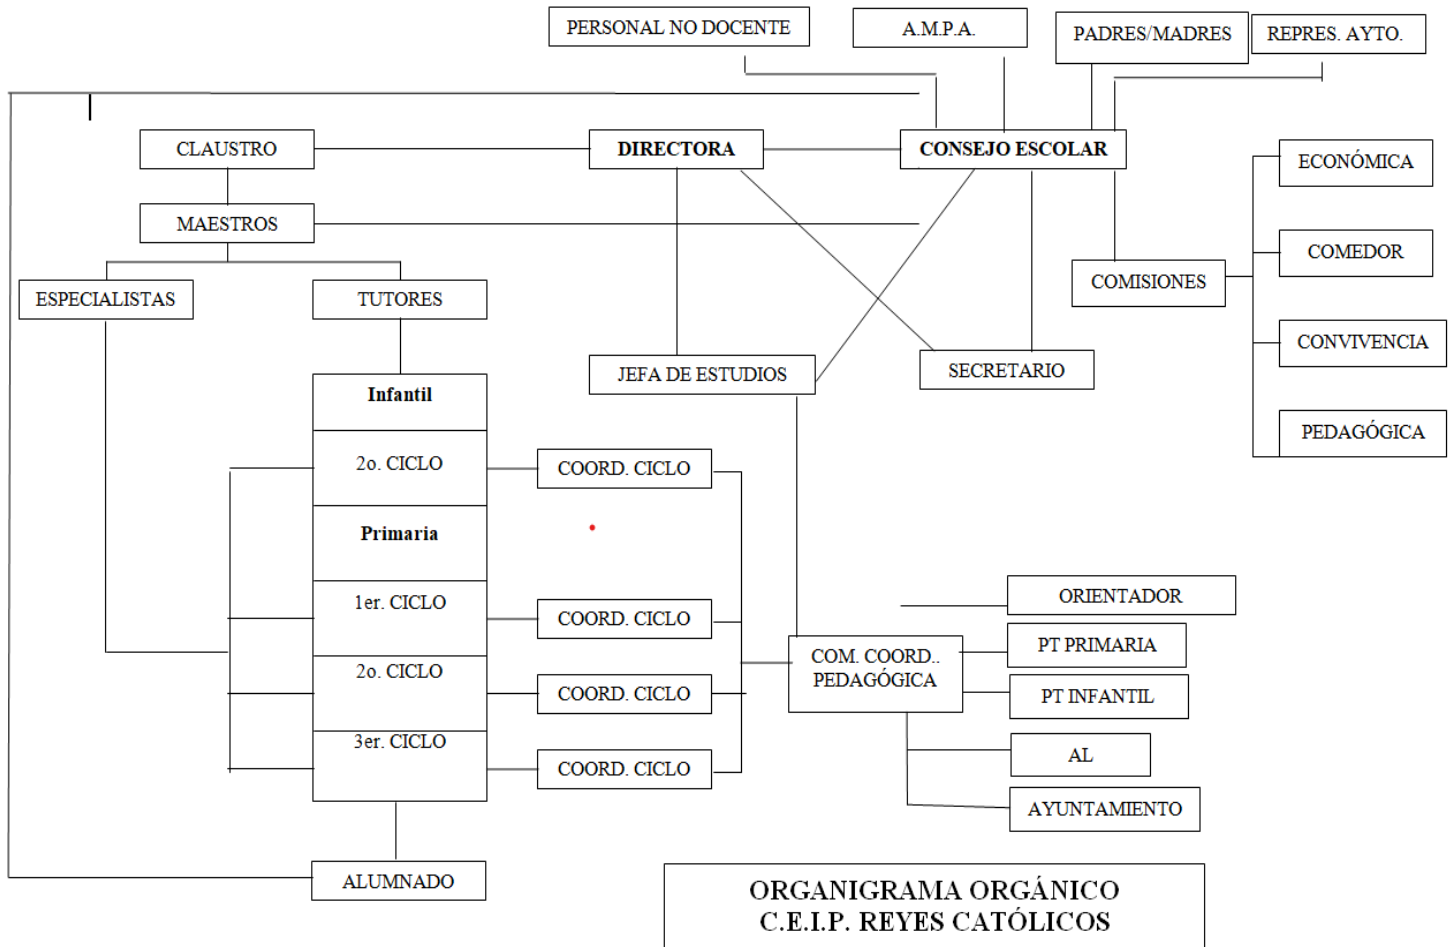 PERSONAL NO DOCENTE
A.M.P.A.
PADRES/MADRES
REPRES. AYTO.
CLAUSTRO
DIRECTORA
CONSEJO ESCOLAR
ECONÓMICA
MAESTROS
COMEDOR
ESPECIALISTAS
TUTORES
COMISIONES
CONVIVENCIA
JEFA DE ESTUDIOS
SECRETARIO
Infantil
PEDAGÓGICA
2o. CICLO
COORD. CICLO
Primaria
1er. CICLO
COORD. CICLO
ORIENTADOR
PT PRIMARIA
COM. COORD..
PEDAGÓGICA
2o. CICLO
COORD. CICLO
PT INFANTIL
3er. CICLO
COORD. CICLO
AL
AYUNTAMIENTO
ALUMNADO
ORGANIGRAMA ORGÁNICO
C.E.I.P. REYES CATÓLICOS